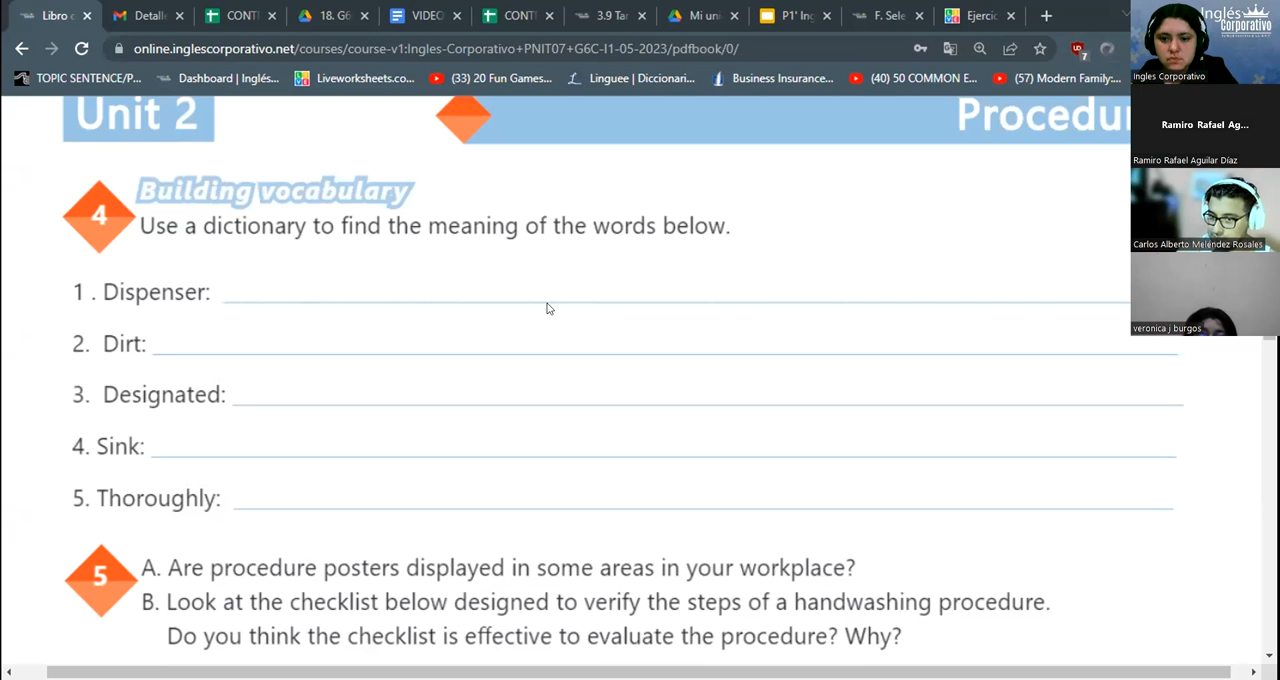 Libro c
Detalle
CONT
18. G6
VIDEO
CONT
3.9 Tar
Mi uni
P1' Ing
F. Sele
Ejercic
online.inglescorporativo.net/courses/course-v1:Ingles-Corporativo+PNIT07+G6C-I1-05-2023/pdfbook/0/
7
TOPIC SENTENCE/P...
Dashboard | Inglés...
Liveworksheets.co...
(33) 20 Fun Games...
Linguee | Diccionari...
Business Insurance...
(40) 50 COMMON E...
(57) Modern Family:...
Inglés
Corporativo
Ingles Corporativo
Ramiro Rafael Ag...
Ramiro Rafael Aguilar Díaz
Carlos Alberto Melendez Rosales
veronica j burgos
Unit 2
Procedur
4
Building vocabulary
Use a dictionary to find the meaning of the words below.
1 . Dispenser:
2. Dirt:
3. Designated:
4. Sink:
5. Thoroughly:
5
A. Are procedure posters displayed in some areas in your workplace?
B. Look at the checklist below designed to verify the steps of a handwashing procedure.
Do you think the checklist is effective to evaluate the procedure? Why?